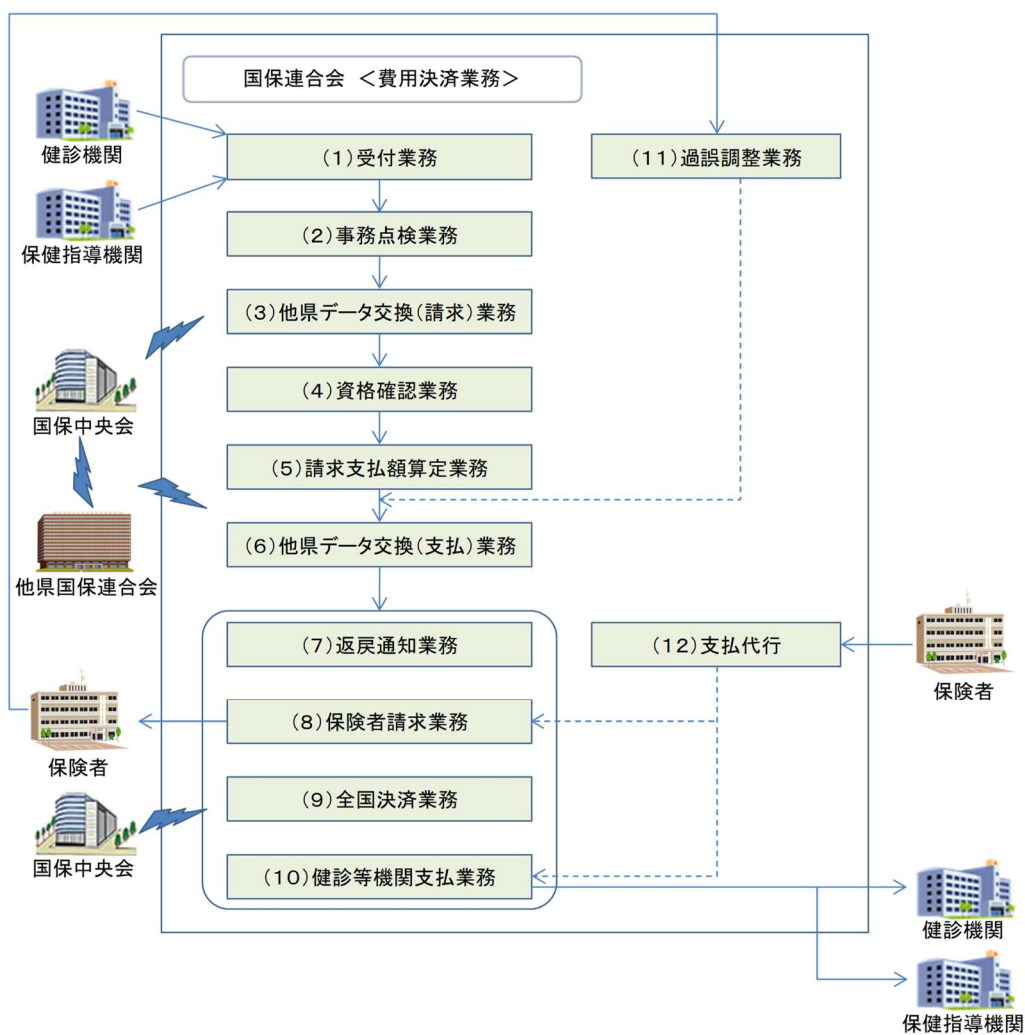 国保連合会 <費用決済業務>
健診機関
(1)受付業務
(11)過誤調整業務
保健指導機関
(2)事務点検業務
(3)他県データ交換(請求)業務
国保中央会
(4)資格確認業務
(5)請求支払額算定業務
(6)他県データ交換(支払)業務
他県国保連合会
(7)返戻通知業務
(12)支払代行
保険者
(8)保険者請求業務
保険者
(9)全国決済業務
国保中央会
(10)健診等機関支払業務
健診機関
保健指導機関